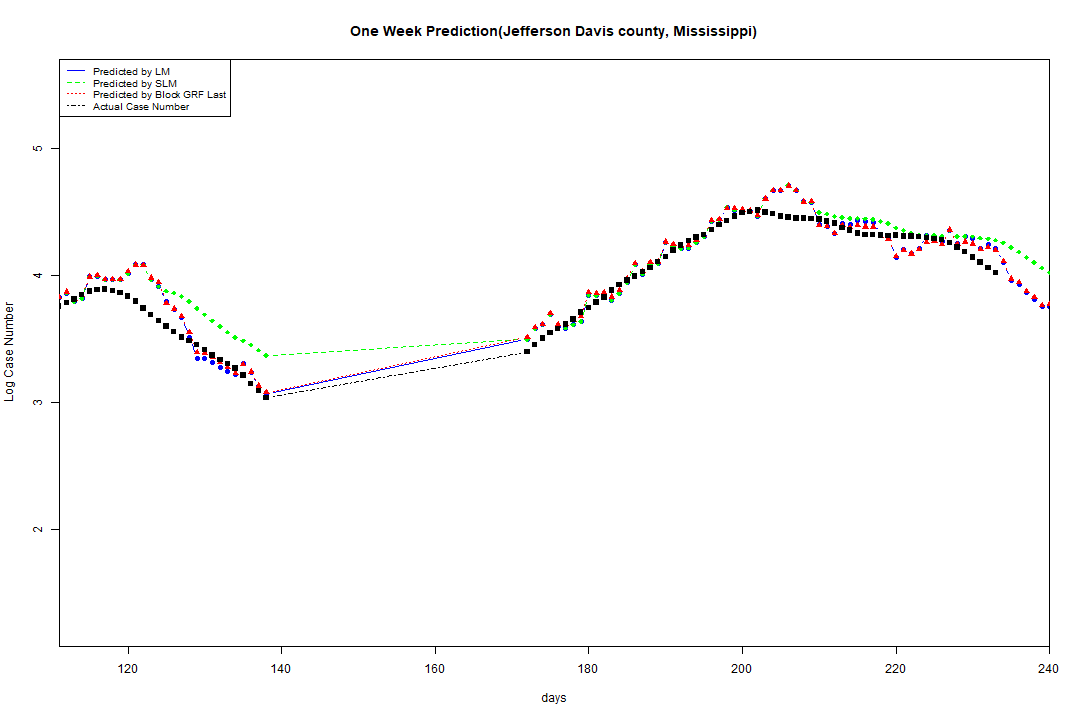 One Week Prediction(Jefferson Davis county, Mississippi)
Predicted by LM
Predicted by SLM
Predicted by Block GRF Last
Actual Case Number
5
4
3
2
Log Case Number
120 140 160 180 200 220 240
days